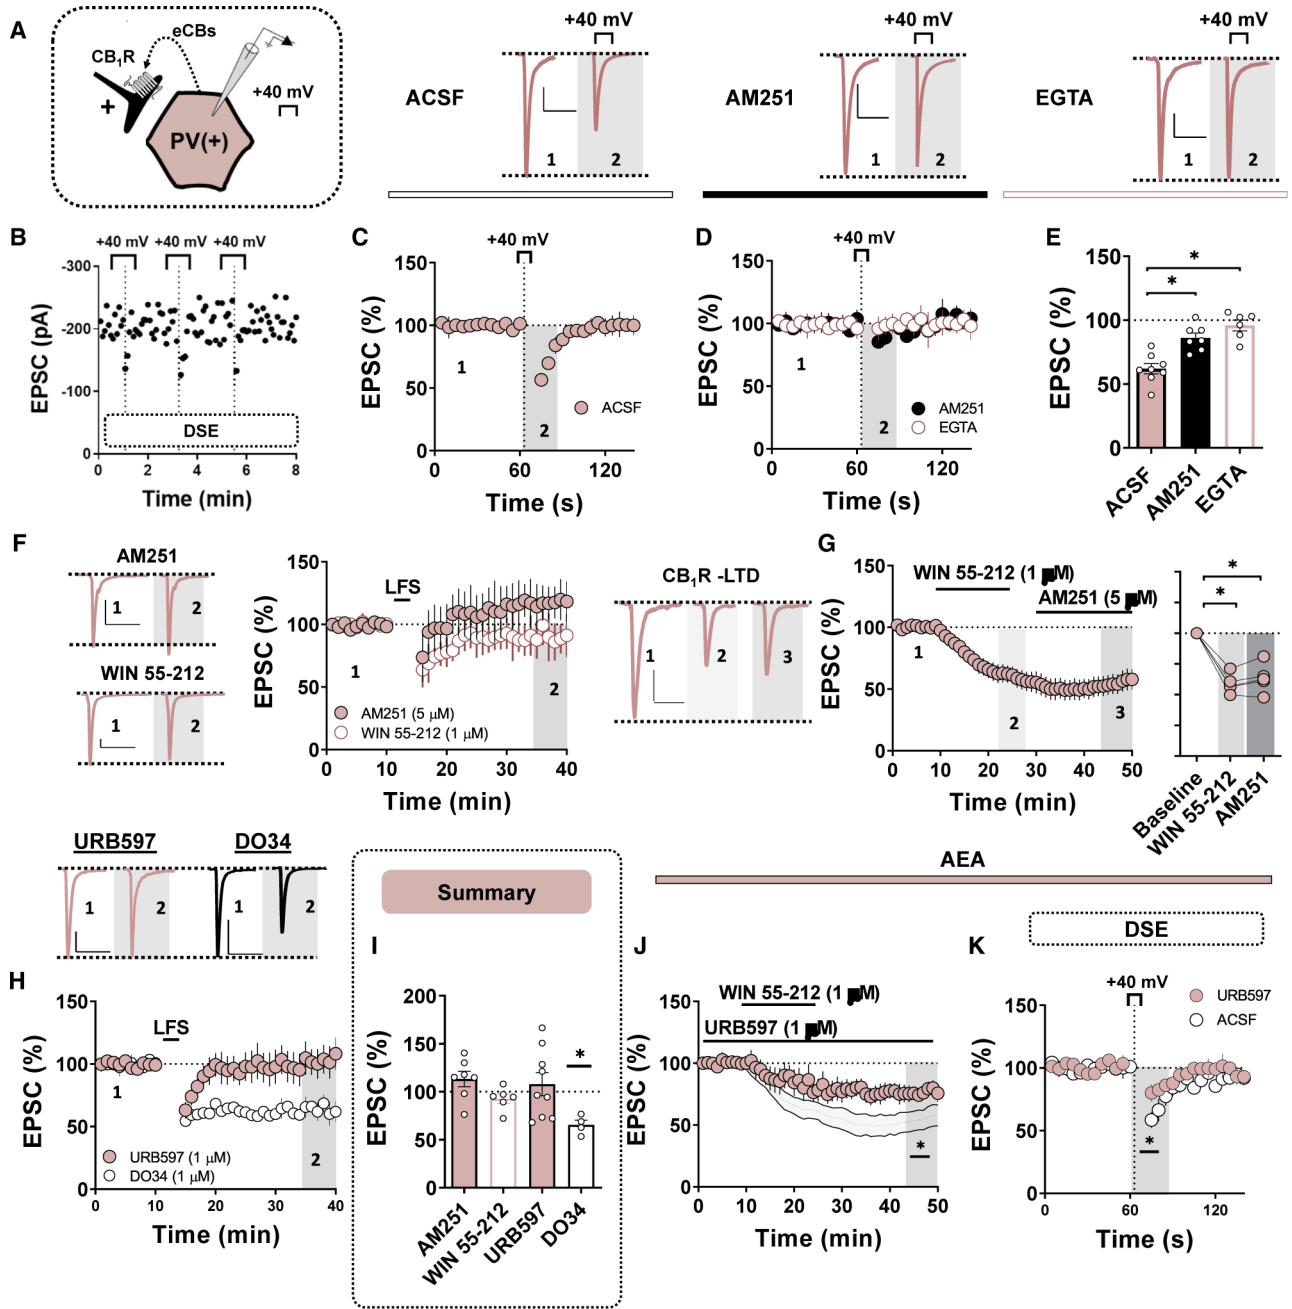 A
eCBs
CB1R
+
+40 mV
PV(+)
+40 mV
ACSF
1
2
+40 mV
AM251
1
2
+40 mV
EGTA
1
2
B
+40 mV +40 mV +40 mV
EPSC (pA)
-300
-200
-100
0
DSE
0 2 4 6 8
Time (min)
C
+40 mV
EPSC (%)
150
100
50
0
1
2
ACSF
0 60 120
Time (s)
D
+40 mV
EPSC (%)
150
100
50
0
1
2
AM251
EGTA
0 60 120
Time (s)
E
EPSC (%)
150
100
50
0
*
*
ACSF
AM251
EGTA
F
AM251
1
2
WIN 55-212
1
2
EPSC (%)
150
100
50
0
LFS
1
2
AM251 (5 μM)
WIN 55-212 (1 μM)
0 10 20 30 40
Time (min)
CB1R -LTD
1
2
3
G
EPSC (%)
150
100
50
0
WIN 55-212 (1 M)
AM251 (5 M)
1
2
3
0 10 20 30 40 50
Time (min)
*
*
Baseline
WIN 55-212
AM251
URB597
1
2
DO34
1
2
H
EPSC (%)
150
100
50
0
LFS
1
2
URB597 (1 μM)
DO34 (1 μM)
0 10 20 30 40
Time (min)
Summary
I
EPSC (%)
200
150
100
50
0
*
AM251
WIN 55-212
URB597
DO34
AEA
J
EPSC (%)
150
100
50
0
WIN 55-212 (1 M)
URB597 (1 M)
*
0 10 20 30 40 50
Time (min)
DSE
K
+40 mV
EPSC (%)
150
100
50
0
URB597
ACSF
*
0 60 120
Time (s)